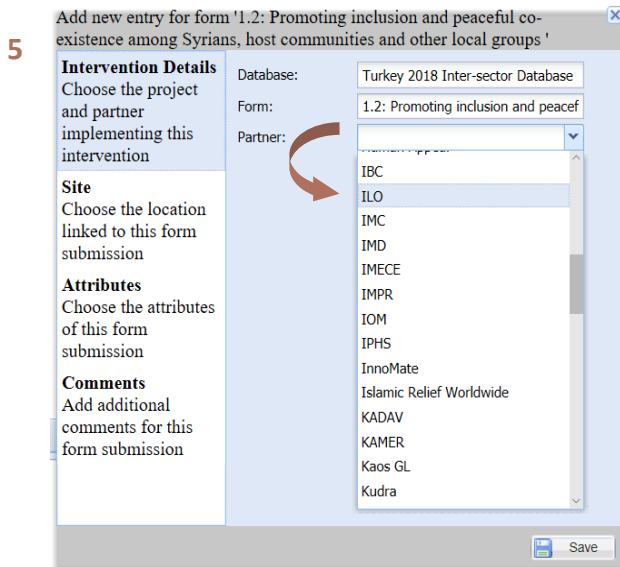 Add new entry for form '1.2: Promoting inclusion and peaceful co-
existence among Syrians, host communities and other local groups '
5
Intervention Details
Choose the project
and partner
implementing this
intervention
Site
Choose the location
linked to this form
submission
Attributes
Choose the attributes
of this form
submission
Comments
Add additional
comments for this
form submission
Database:
Turkey 2018 Inter-sector Database
Form:
1.2: Promoting inclusion and peacef
Partner:
Human Appeal
IBC
ILO
IMC
IMD
IMECE
IMPR
IOM
IPHS
InnoMate
Islamic Relief Worldwide
KADAV
KAMER
Kaos GL
Kudra
Save